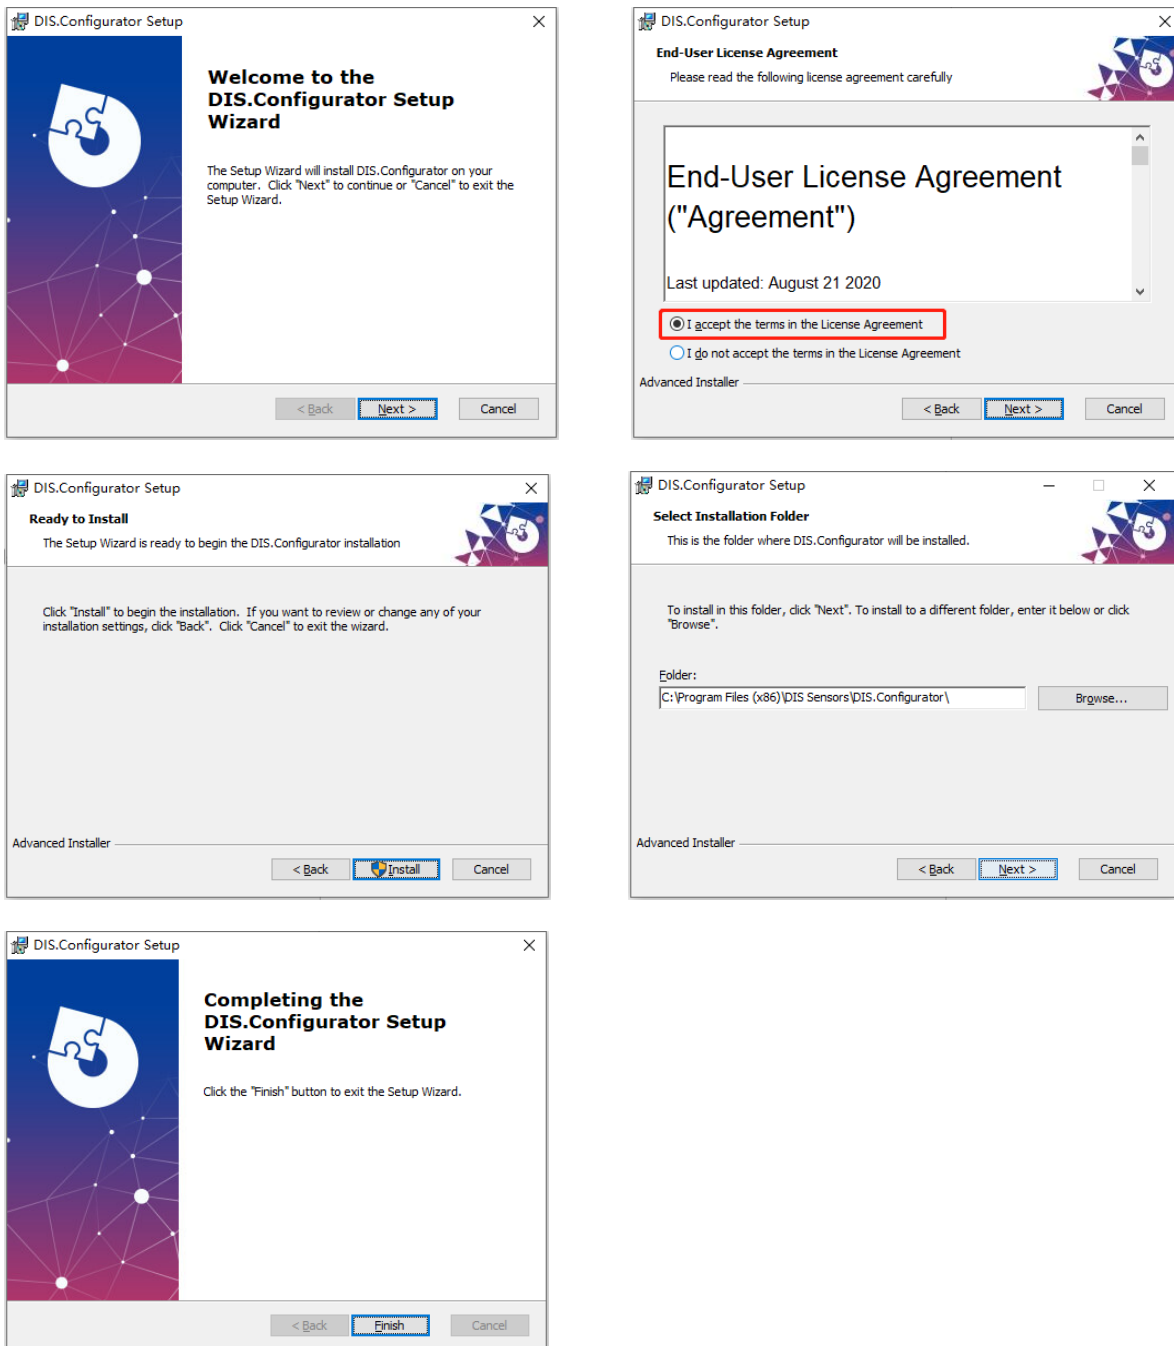 DIS.Configurator Setup
Welcome to the
DIS.Configurator Setup
Wizard
The Setup Wizard will install DIS.Configurator on your
computer. Click "Next" to continue or "Cancel" to exit the
Setup Wizard.
< Back Next > Cancel
DIS.Configurator Setup
End-User License Agreement
Please read the following license agreement carefully
End-User License Agreement
("Agreement")
Last updated: August 21 2020
I accept the terms in the License Agreement
I do not accept the terms in the License Agreement
Advanced Installer
< Back Next > Cancel
DIS.Configurator Setup
Ready to Install
The Setup Wizard is ready to begin the DIS.Configurator installation
Click "Install" to begin the installation. If you want to review or change any of your
installation settings, click "Back". Click "Cancel" to exit the wizard.
Advanced Installer
< Back Install Cancel
DIS.Configurator Setup
Select Installation Folder
This is the folder where DIS.Configurator will be installed.
To install in this folder, click "Next". To install to a different folder, enter it below or click
"Browse".
Folder:
C:\Program Files (x86)\DIS Sensors\DIS.Configurator\ Browse...
Advanced Installer
< Back Next > Cancel
DIS.Configurator Setup
Completing the
DIS.Configurator Setup
Wizard
Click the "Finish" button to exit the Setup Wizard.
< Back Finish Cancel